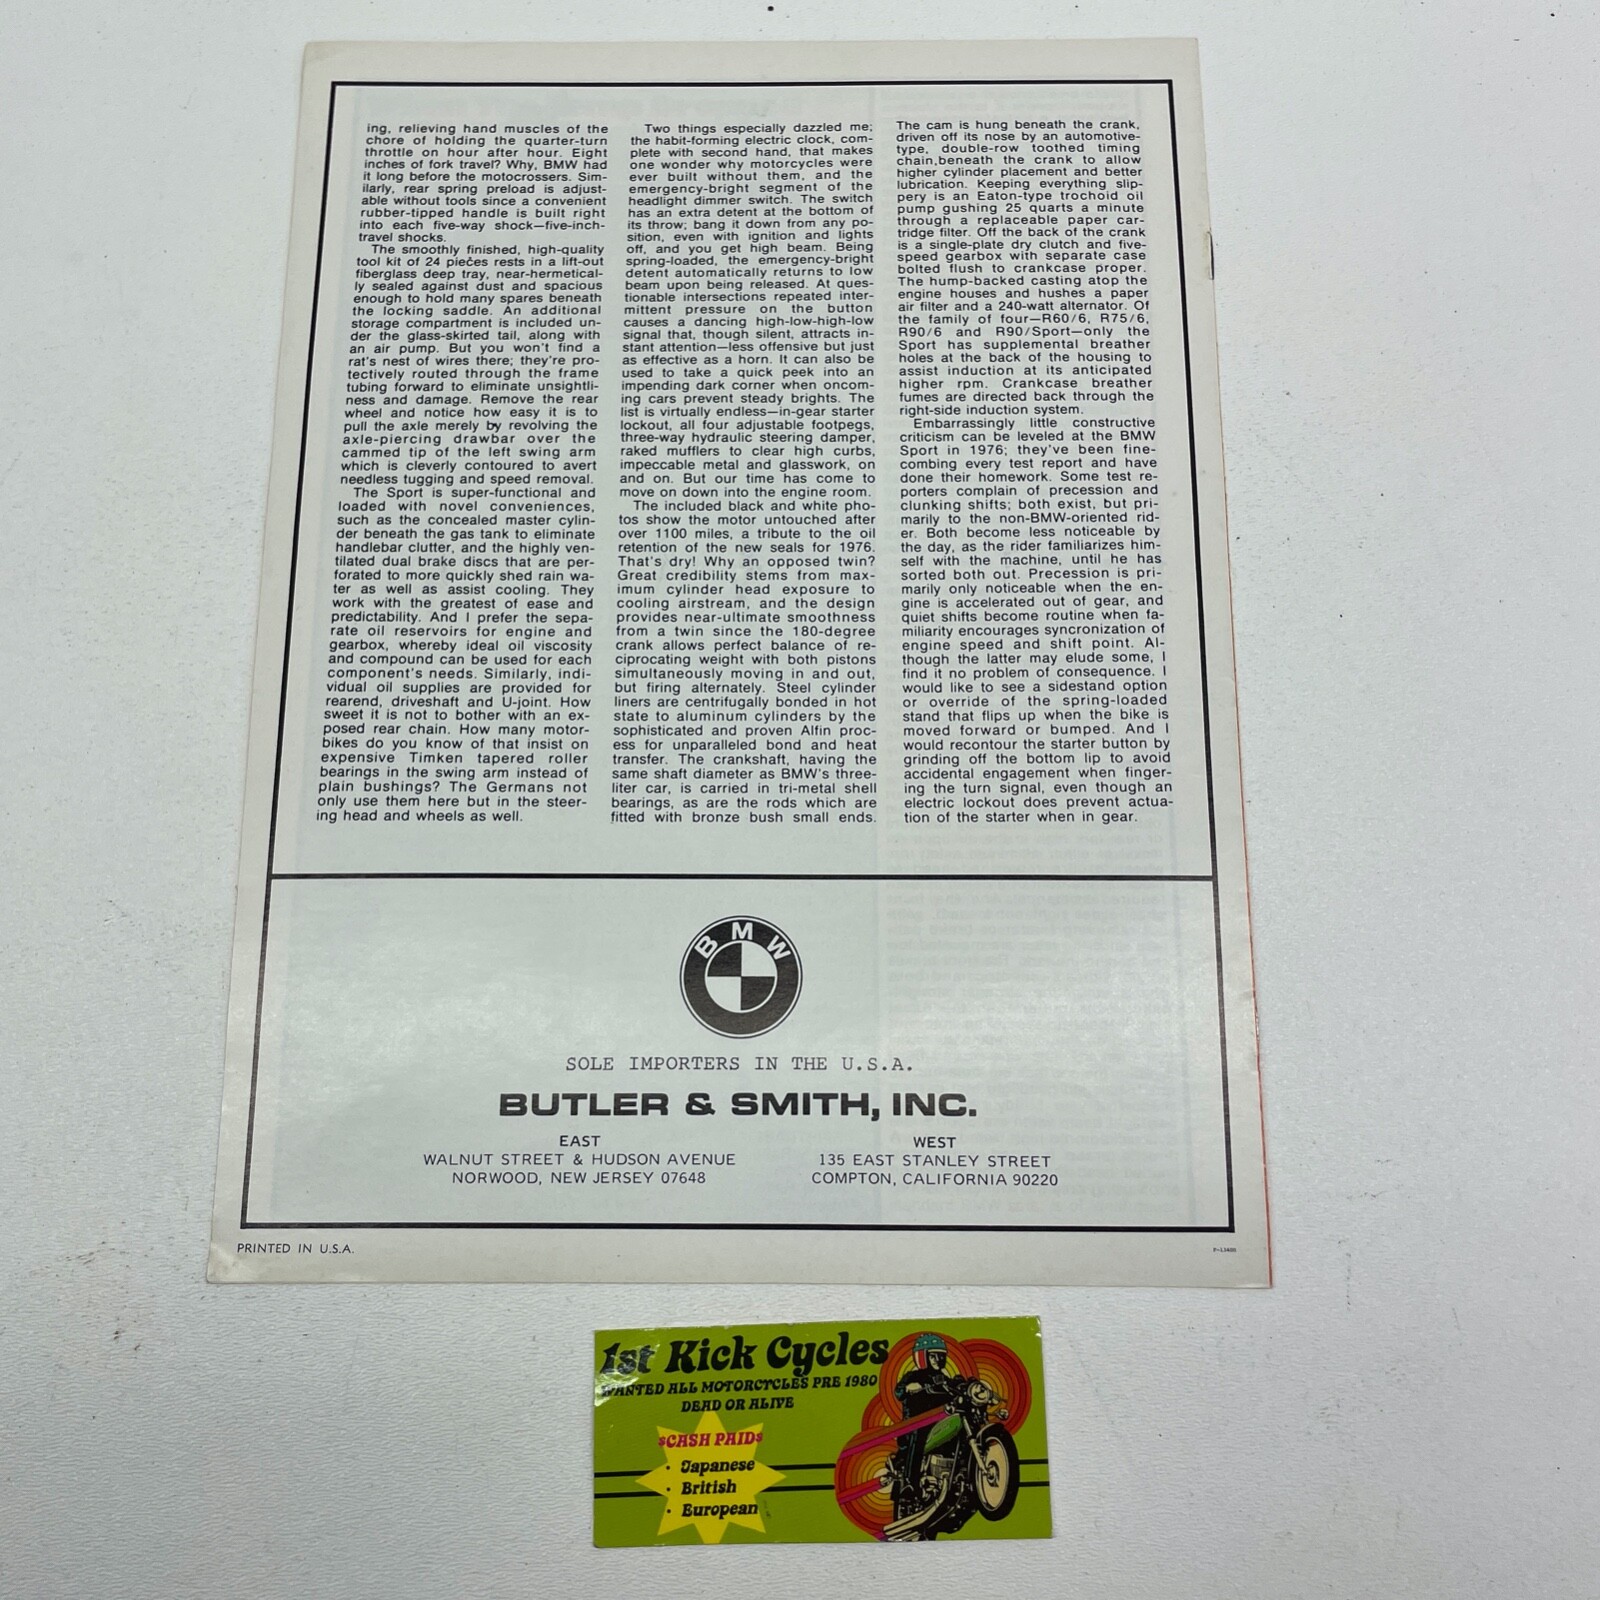 ing, relieving hand muscles of the
chore of holding the quarter-turn
throttle on hour after hour. Eight
inches of fork travel? Why, BMW had
it long before the motocrossers. Sim-
ilarly, rear spring preload is adjust-
able without tools since a convenient
rubber-tipped handle is built right
into each five-way shock—five-inch-
travel shocks.
The smoothly finished, high-quality
tool kit of 24 pieces rests in a lift-out
fiberglass deep tray, near-hermetical-
ly sealed against dust and spacious
enough to hold many spares beneath
the locking saddle. An additional
storage compartment is included un-
der the glass-skirted tail, along with
an air pump. But you won't find a
rat's nest of wires there; they're pro-
tectively routed through the frame
tubing forward to eliminate unsightli-
ness and damage. Remove the rear
wheel and notice how easy it is to
pull the axle merely by revolving the
axle-piercing drawbar over the
cammed tip of the left swing arm
which is cleverly contoured to avert
needless tugging and speed removal.
The Sport is super-functional and
loaded with novel conveniences,
such as the concealed master cylin-
der beneath the gas tank to eliminate
handlebar clutter, and the highly ven-
tilated dual brake discs that are per-
forated to more quickly shed rain wa-
ter as well as assist cooling. They
work with the greatest of ease and
predictability. And I prefer the sepa-
rate oil reservoirs for engine and
gearbox, whereby ideal oil viscosity
and compound can be used for each
component's needs. Similarly, indi-
vidual oil supplies are provided for
rearend, driveshaft and U-joint. How
sweet it is not to bother with an ex-
posed rear chain. How many motor-
bikes do you know of that insist on
expensive Timken tapered roller
bearings in the swing arm instead of
plain bushings? The Germans not
only use them here but in the steer-
ing head and wheels as well.
Two things especially dazzled me;
the habit-forming electric clock, com-
plete with second hand, that makes
one wonder why motorcycles were
ever built without them, and the
emergency-bright segment of the
headlight dimmer switch. The switch
has an extra detent at the bottom of
its throw; bang it down from any po-
sition, even with ignition and lights
off, and you get high beam. Being
spring-loaded, the emergency-bright
detent automatically returns to low
beam upon being released. At ques-
tionable intersections repeated inter-
mittent pressure on the button
causes a dancing high-low-high-low
signal that, though silent, attracts in-
stant attention—less offensive but just
as effective as a horn. It can also be
used to take a quick peek into an
impending dark corner when oncom-
ing cars prevent steady brights. The
list is virtually endless—in-gear starter
lockout, all four adjustable footpegs,
three-way hydraulic steering damper,
raked mufflers to clear high curbs,
impeccable metal and glasswork, on
and on. But our time has come to
move on down into the engine room.
The included black and white pho-
tos show the motor untouched after
over 1100 miles, a tribute to the oil
retention of the new seals for 1976.
That's dry! Why an opposed twin?
Great credibility stems from max-
imum cylinder head exposure to
cooling airstream, and the design
provides near-ultimate smoothness
from a twin since the 180-degree
crank allows perfect balance of re-
ciprocating weight with both pistons
simultaneously moving in and out,
but firing alternately. Steel cylinder
liners are centrifugally bonded in hot
state to aluminum cylinders by the
sophisticated and proven Alfin proc-
ess for unparalleled bond and heat
transfer. The crankshaft, having the
same shaft diameter as BMW's three-
liter car, is carried in tri-metal shell
bearings, as are the rods which are
fitted with bronze bush small ends.
The cam is hung beneath the crank,
driven off its nose by an automotive-
type, double-row toothed timing
chain,beneath the crank to allow
higher cylinder placement and better
lubrication. Keeping everything slip-
pery is an Eaton-type trochoid oil
pump gushing 25 quarts a minute
through a replaceable paper car-
tridge filter. Off the back of the crank
is a single-plate dry clutch and five-
speed gearbox with separate case
bolted flush to crankcase proper.
The hump-backed casting atop the
engine houses and hushes a paper
air filter and a 240-watt alternator. Of
the family of four—R60/6, R75/6,
R90/6 and R90/Sport—only the
Sport has supplemental breather
holes at the back of the housing to
assist induction at its anticipated
higher rpm. Crankcase breather
fumes are directed back through the
right-side induction system.
Embarrassingly little constructive
criticism can be leveled at the BMW
Sport in 1976; they've been fine-
combing every test report and have
done their homework. Some test re-
porters complain of precession and
clunking shifts; both exist, but pri-
marily to the non-BMW-oriented rid-
er. Both become less noticeable by
the day, as the rider familiarizes him-
self with the machine, until he has
sorted both out. Precession is pri-
marily only noticeable when the en-
gine is accelerated out of gear, and
quiet shifts become routine when fa-
miliarity encourages syncronization of
engine speed and shift point. Al-
though the latter may elude some, I
find it no problem of consequence. I
would like to see a sidestand option
or override of the spring-loaded
stand that flips up when the bike is
moved forward or bumped. And I
would recontour the starter button by
grinding off the bottom lip to avoid
accidental engagement when finger-
ing the turn signal, even though an
electric lockout does prevent actua-
tion of the starter when in gear.
BMW
SOLE IMPORTERS IN THE U.S.A.
BUTLER & SMITH, INC.
EAST
WALNUT STREET & HUDSON AVENUE
NORWOOD, NEW JERSEY 07648
WEST
135 EAST STANLEY STREET
COMPTON, CALIFORNIA 90220
PRINTED IN U.S.A.
1st Kick Cycles
WANTED ALL MOTORCYCLES PRE 1980
DEAD OR ALIVE
$CASH PAID$
· Japanese
· British
· European